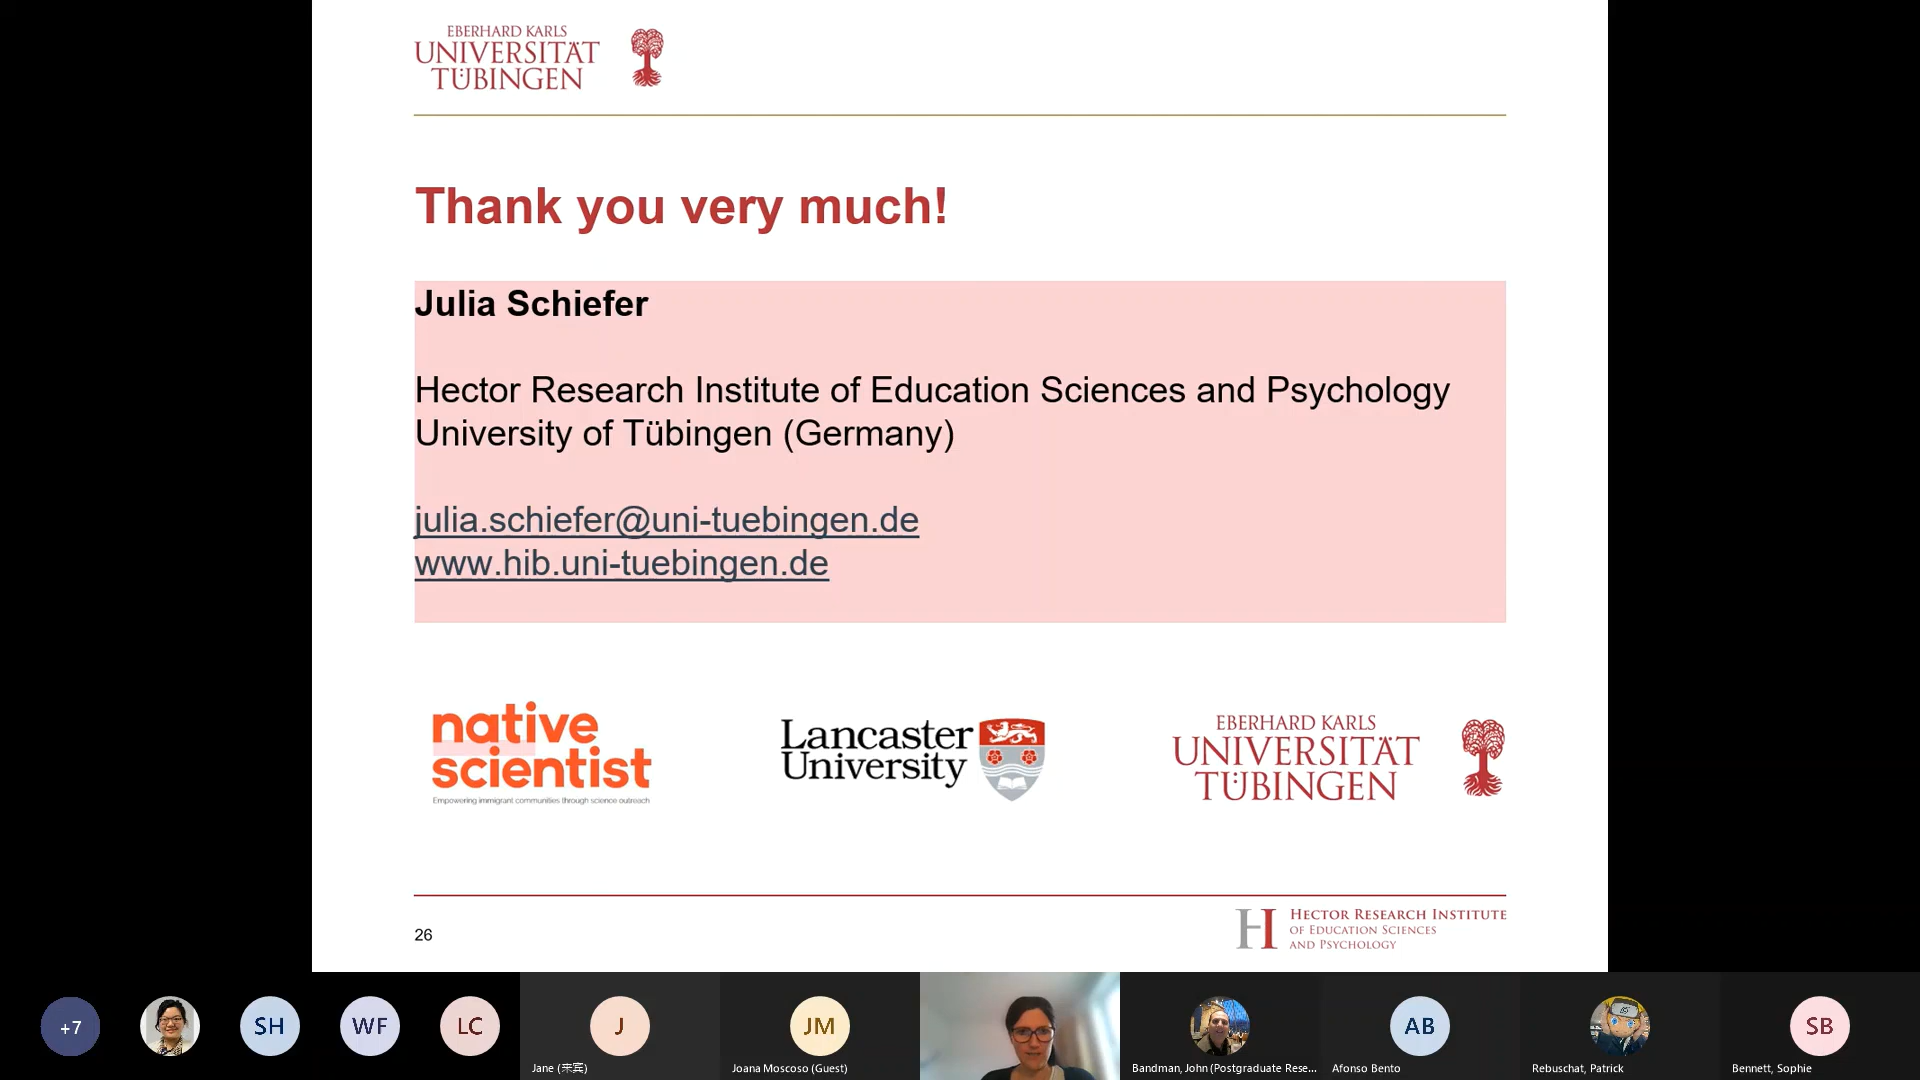 EBERHARD KARLS
UNIVERSITÄT
TÜBINGEN
Thank you very much!
Julia Schiefer
Hector Research Institute of Education Sciences and Psychology
University of Tübingen (Germany)
julia.schiefer@uni-tuebingen.de
www.hib.uni-tuebingen.de
native
scientist
Empowering immigrant communities through science outreach
Lancaster
University
EBERHARD KARLS
UNIVERSITÄT
TÜBINGEN
26
H
HECTOR RESEARCH INSTITUTE
OF EDUCATION SCIENCES
AND PSYCHOLOGY
+7
SH
WF
LC
J
JM
AB
SB
Jane (来宾)
Joana Moscoso (Guest)
Bandman, John (Postgraduate Rese...
Afonso Bento
Rebuschat, Patrick
Bennett, Sophie